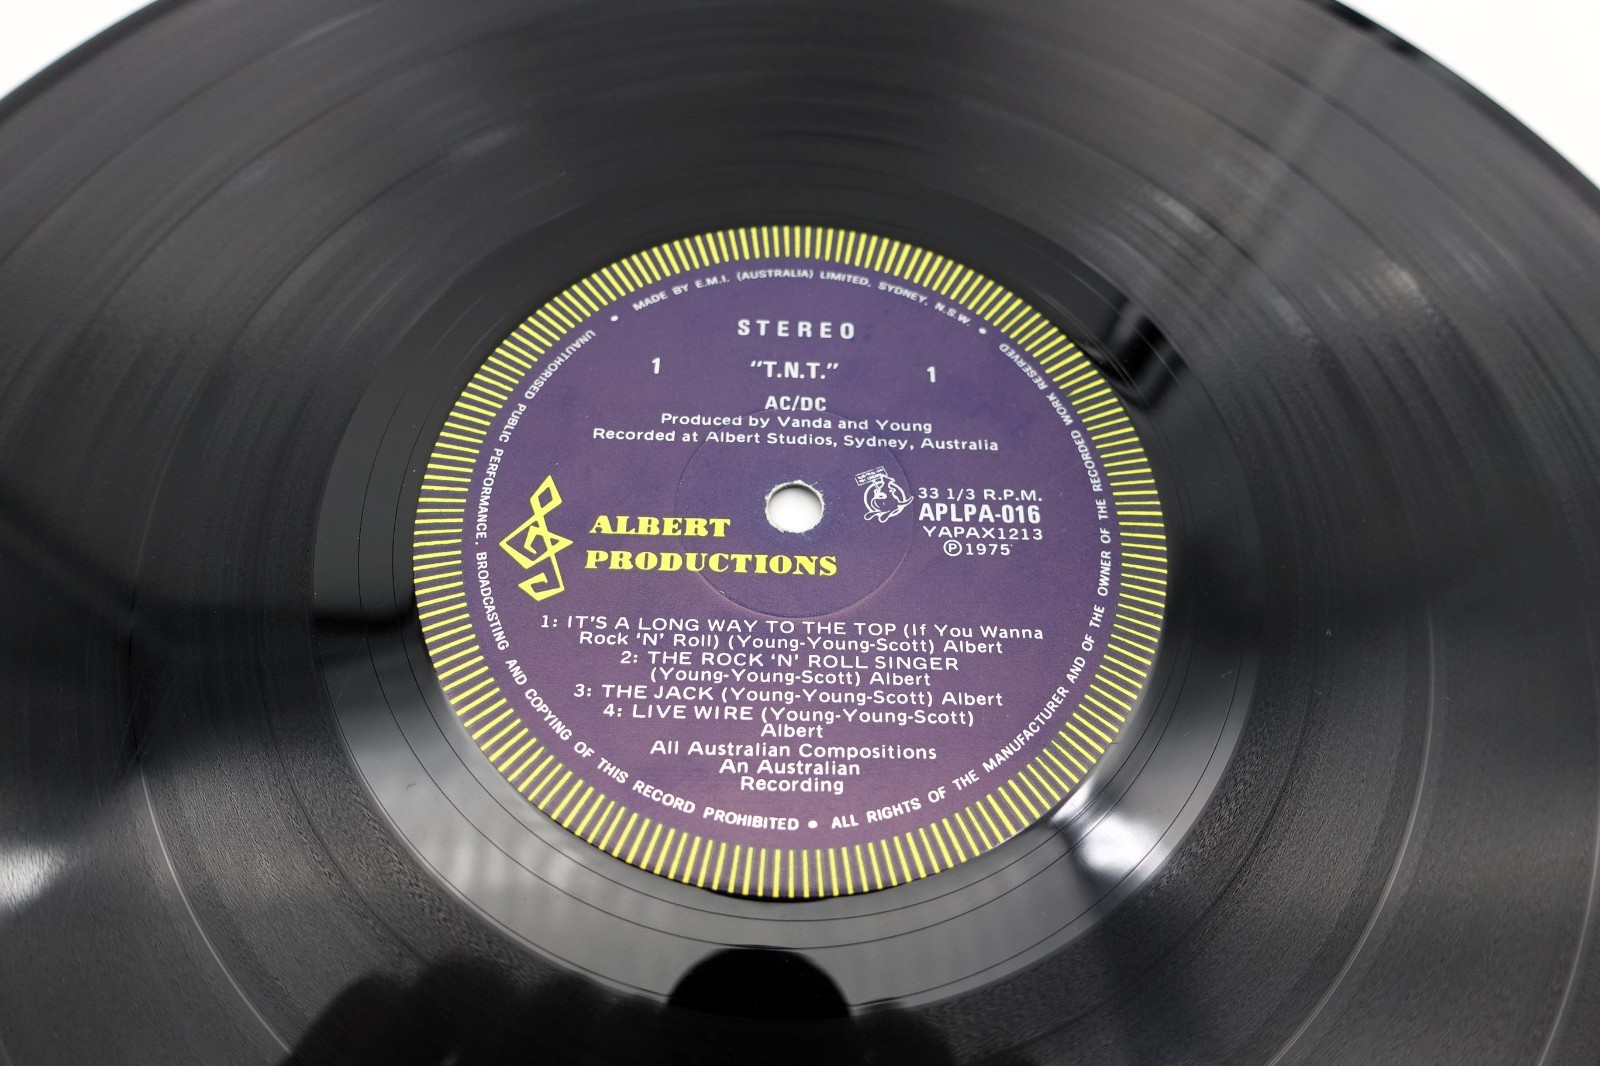 MADE BY E.M.I. (AUSTRALIA) LIMITED, SYDNEY, N.S.W. •
STEREO
1 "T.N.T." 1
AC/DC
Produced by Vanda and Young
Recorded at Albert Studios, Sydney, Australia
33 1/3 R.P.M.
APLPA-016
YAPAX1213
Ⓟ1975
ALBERT
PRODUCTIONS
1: IT'S A LONG WAY TO THE TOP (If You Wanna
Rock 'N' Roll) (Young-Young-Scott) Albert
2: THE ROCK 'N' ROLL SINGER
(Young-Young-Scott) Albert
3: THE JACK (Young-Young-Scott) Albert
4: LIVE WIRE (Young-Young-Scott)
Albert
All Australian Compositions
An Australian
Recording
UNAUTHORISED PUBLIC PERFORMANCE, BROADCASTING AND COPYING OF THIS RECORD PROHIBITED • ALL RIGHTS OF THE MANUFACTURER AND OF THE OWNER OF THE RECORDED WORK RESERVED •